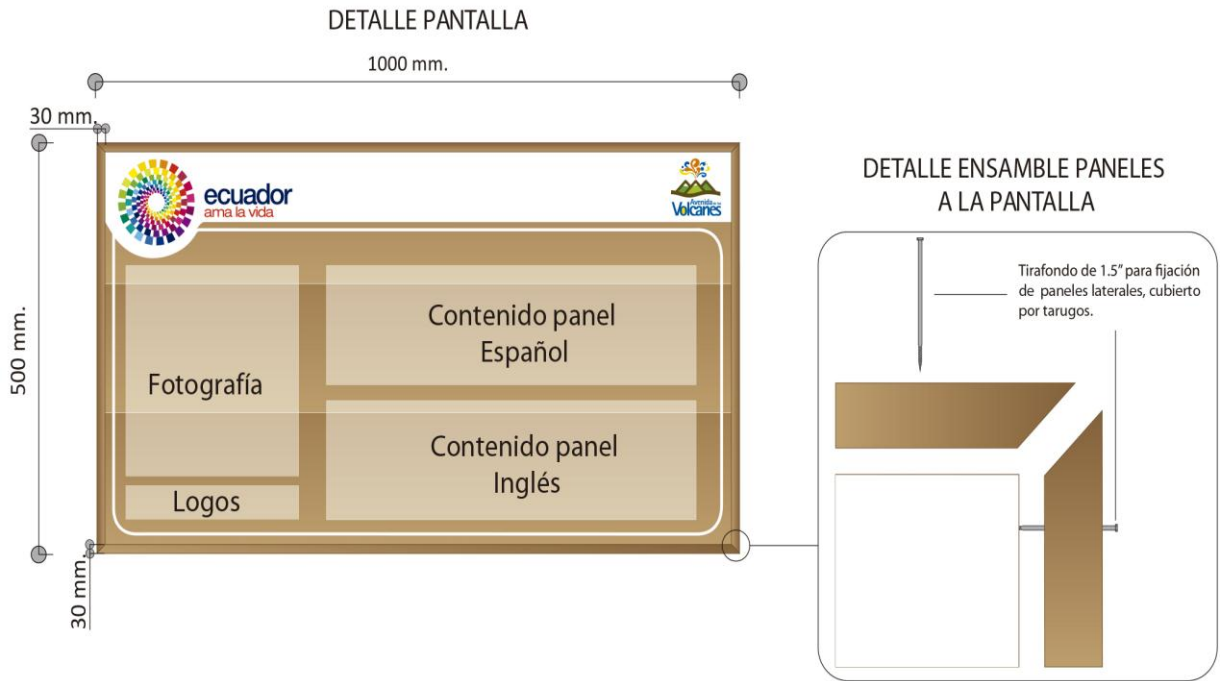 DETALLE PANTALLA
1000 mm.
30 mm.
500 mm.
ecuador
ama la vida
Avenida de los
Volcanes
Fotografía
Logos
Contenido panel
Español
Contenido panel
Inglés
30 mm.
DETALLE ENSAMBLE PANELES
A LA PANTALLA
Tirafondo de 1.5” para fijación
de paneles laterales, cubierto
por tarugos.